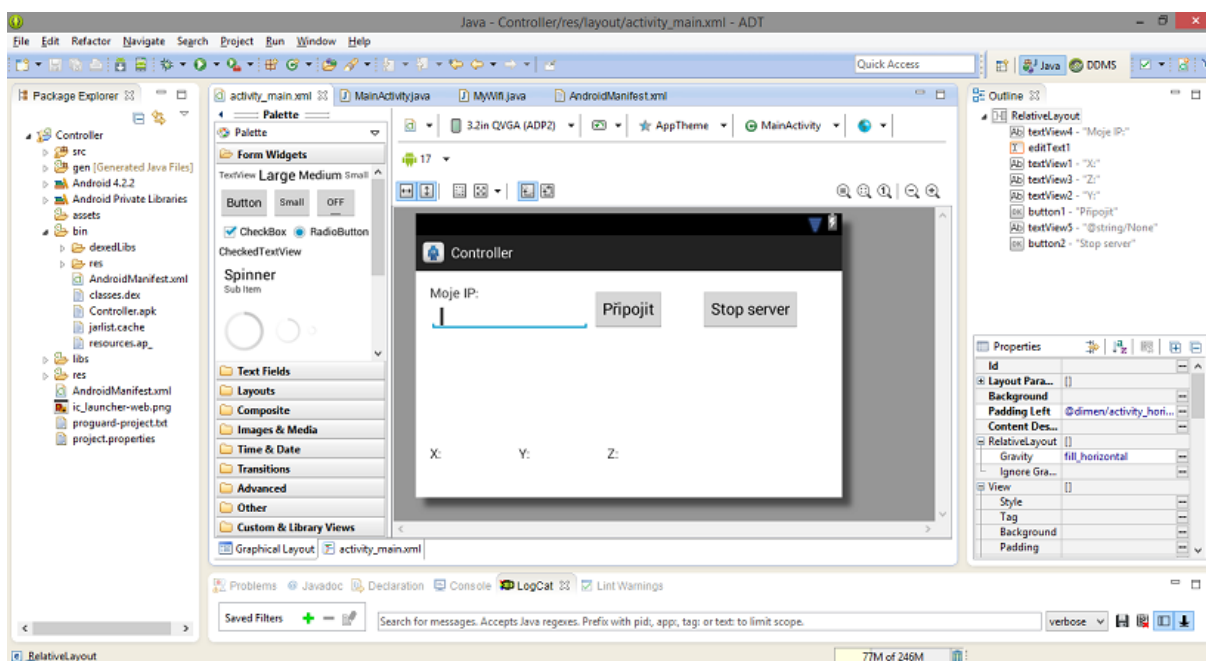 Java - Controller/res/layout/activity_main.xml - ADT
File Edit Refactor Navigate Search Project Run Window Help
Quick Access
Java
DDMS
Package Explorer
Controller
src
gen [Generated Java Files]
Android 4.2.2
Android Private Libraries
assets
bin
dexedLibs
res
AndroidManifest.xml
classes.dex
Controller.apk
jarlist.cache
resources.ap_
libs
res
AndroidManifest.xml
ic_launcher-web.png
proguard-project.txt
project.properties
activity_main.xml
MainActivity.java
MyWifi.java
AndroidManifest.xml
Palette
Palette
Form Widgets
TextView Large Medium Small
Button Small OFF
CheckBox RadioButton
CheckedTextView
Spinner
Sub Item
Text Fields
Layouts
Composite
Images & Media
Time & Date
Transitions
Advanced
Other
Custom & Library Views
Graphical Layout
activity_main.xml
3.2in QVGA (ADP2)
AppTheme
MainActivity
17
Controller
Moje IP:
Připojit
Stop server
X: Y: Z:
Outline
RelativeLayout
textView4 - "Moje IP:"
editText1
textView1 - "X:"
textView3 - "Z:"
textView2 - "Y:"
button1 - "Připojit"
textView5 - "@string/None"
button2 - "Stop server"
Properties
Id
Layout Para... []
Background
Padding Left @dimen/activity_hori...
Content Des...
RelativeLayout []
Gravity fill_horizontal
Ignore Gra...
View []
Style
Tag
Background
Padding
Problems @ Javadoc Declaration Console LogCat Lint Warnings
Saved Filters
Search for messages. Accepts Java regexes. Prefix with pid:, app:, tag: or text: to limit scope.
verbose
RelativeLayout
77M of 246M